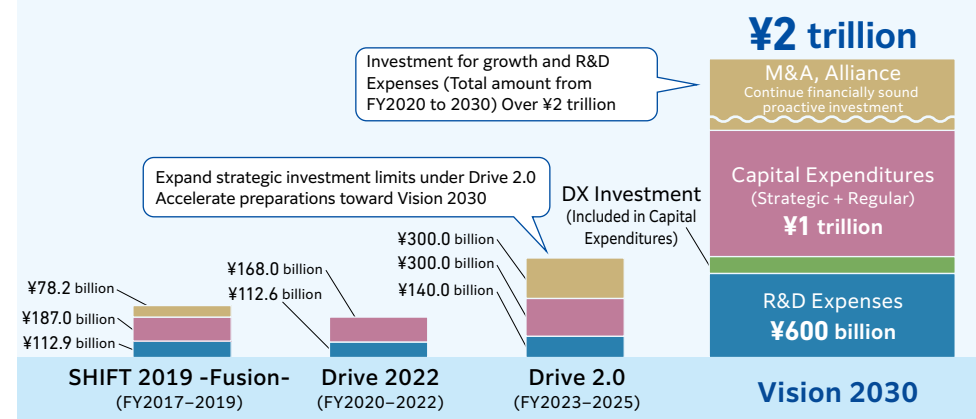 ¥2 trillion
Investment for growth and R&D
Expenses (Total amount from
FY2020 to 2030) Over ¥2 trillion
M&A, Alliance
Continue financially sound
proactive investment
Expand strategic investment limits under Drive 2.0
Accelerate preparations toward Vision 2030
DX Investment
(Included in Capital
Expenditures)
Capital Expenditures
(Strategic + Regular)
¥1 trillion
R&D Expenses
¥600 billion
¥78.2 billion
¥187.0 billion
¥112.9 billion
¥168.0 billion
¥112.6 billion
¥300.0 billion
¥300.0 billion
¥140.0 billion
SHIFT 2019 -Fusion-
(FY2017–2019)
Drive 2022
(FY2020–2022)
Drive 2.0
(FY2023–2025)
Vision 2030